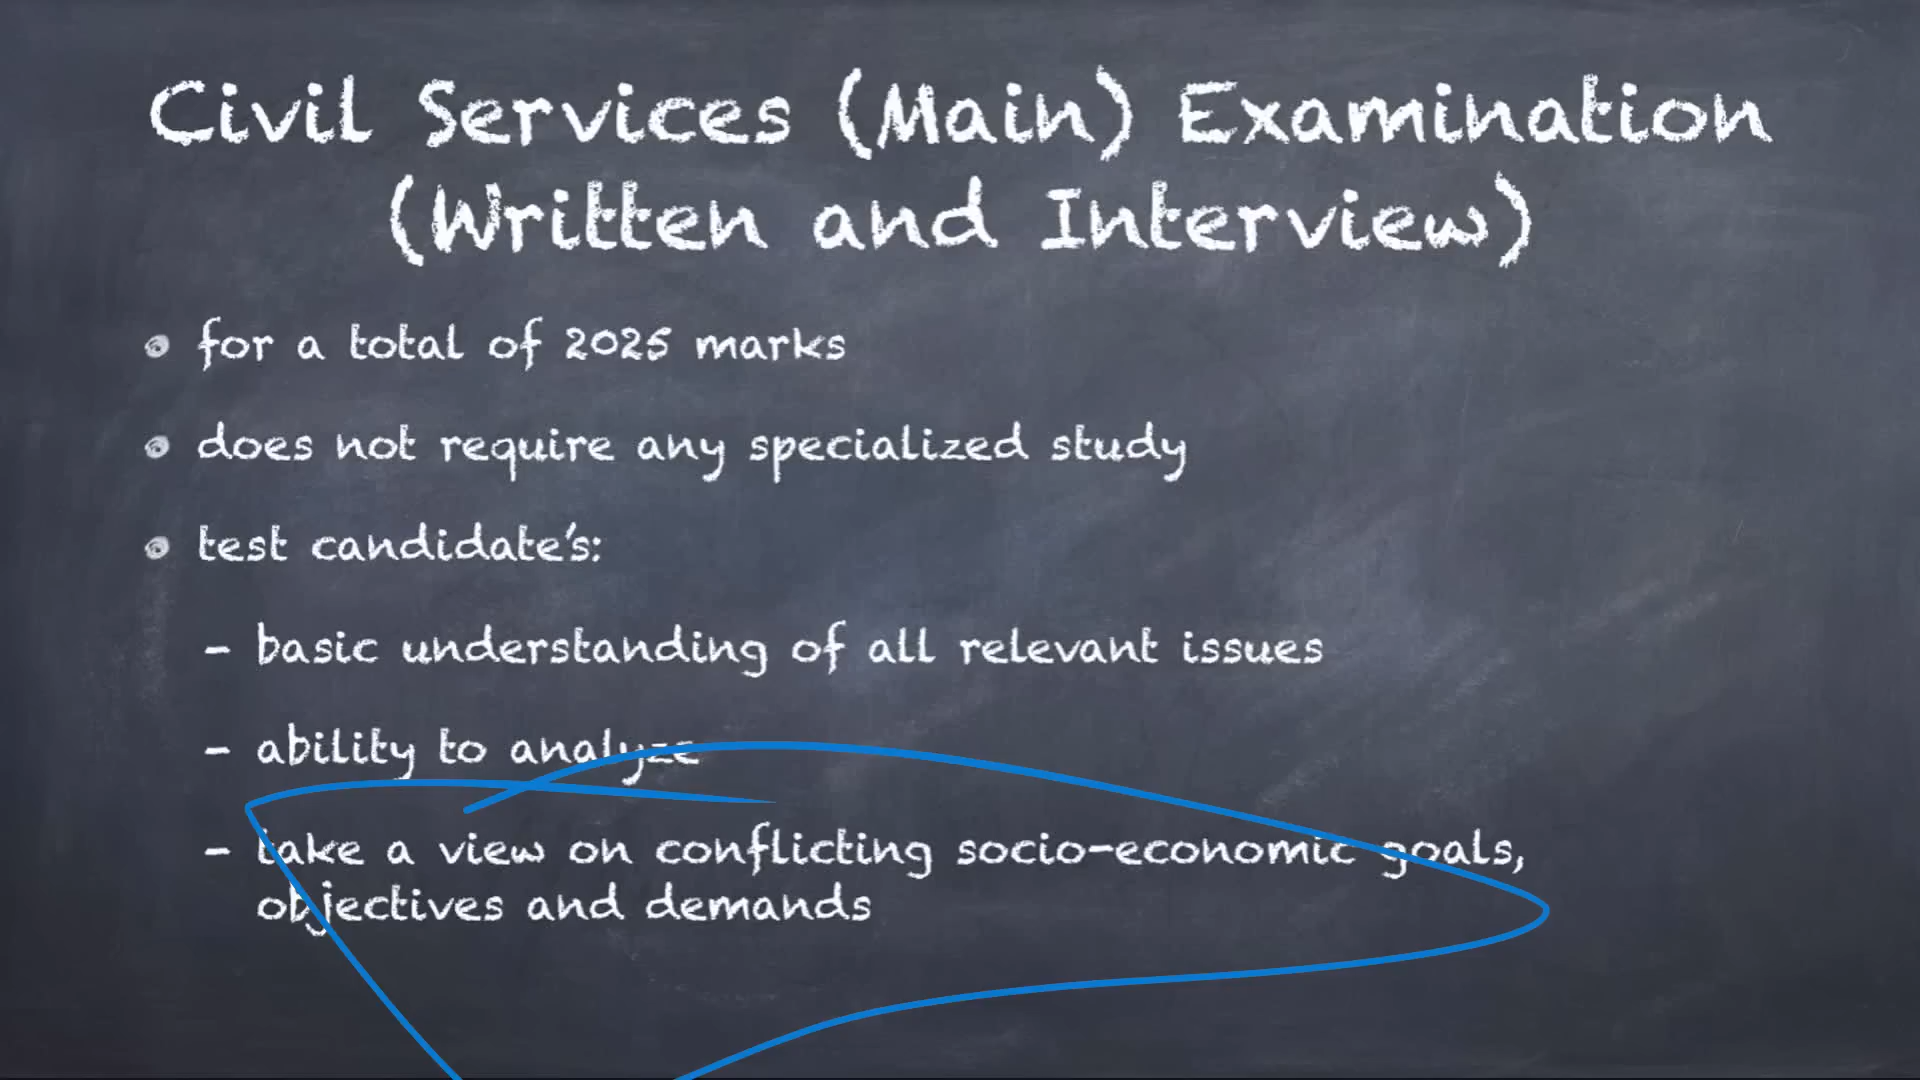 Civil Services (Main) Examination
(Written and Interview)
for a total of 2025 marks
does not require any specialized study
test candidate's:
- basic understanding of all relevant issues
- ability to analyze
- take a view on conflicting socio-economic goals,
objectives and demands